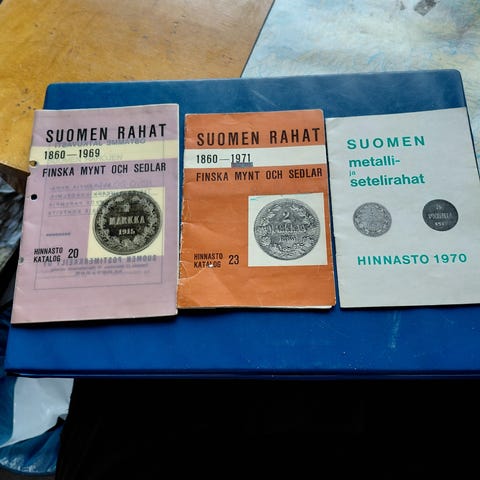 SUOMEN RAHAT
1860—1969
FINSKA MYNT OCH SEDLAR
MARKKA
1915
HINNASTO
KATALOG 20
SUOMEN RAHAT
1860—1971
FINSKA MYNT OCH SEDLAR
2
HINNASTO
KATALOG 23
SUOMEN
metalli-
ja
setelirahat
HINNASTO 1970